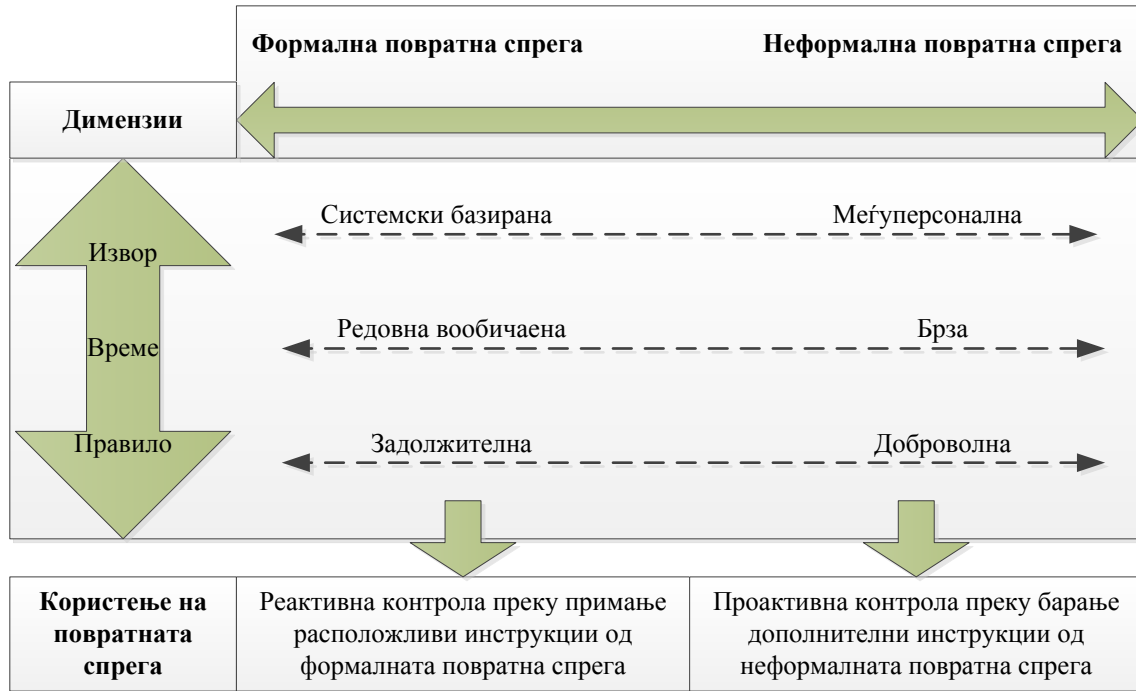 Формална повратна спрега
Неформална повратна спрега
Димензии
Извор
Системски базирана
Меѓуперсонална
Време
Редовна вообичаена
Брза
Правило
Задолжителна
Доброволна
Користење на
повратната
спрега
Реактивна контрола преку примање
расположливи инструкции од
формалната повратна спрега
Проактивна контрола преку барање
дополнителни инструкции од
неформалната повратна спрега